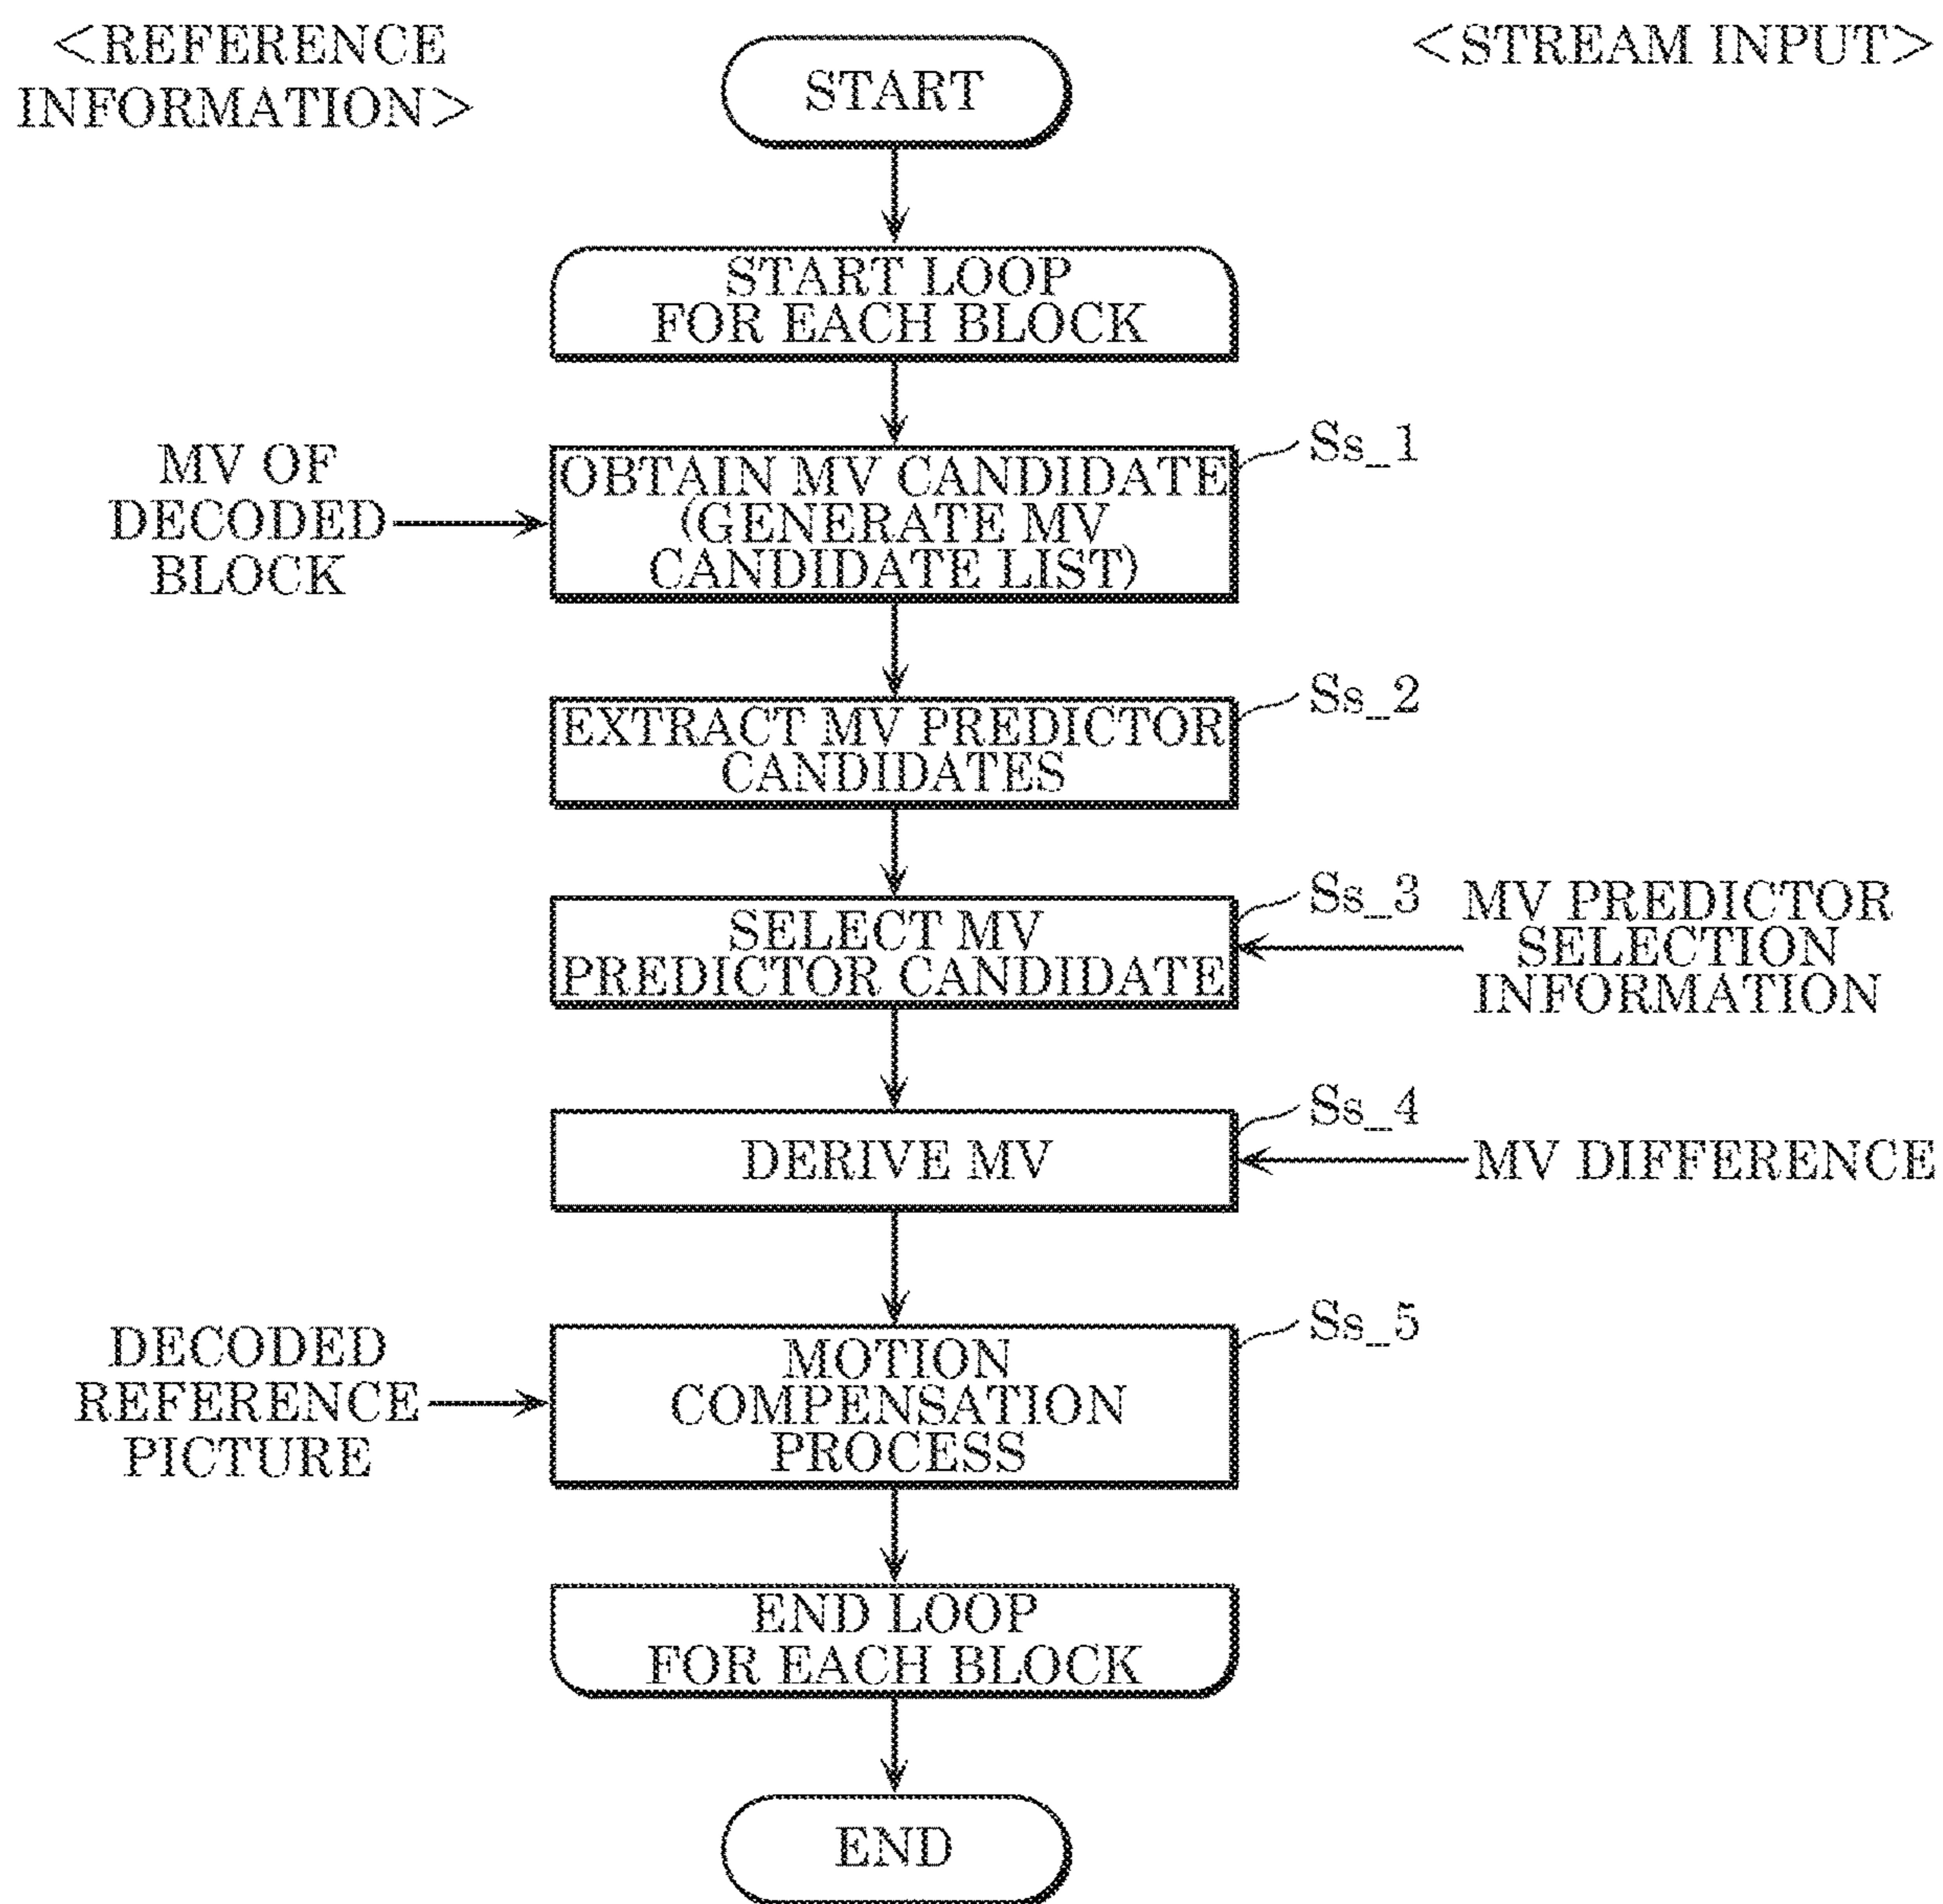 <REFERENCE
INFORMATION>
<STREAM INPUT>
START
START LOOP
FOR EACH BLOCK
MV OF
DECODED
BLOCK
OBTAIN MV CANDIDATE
(GENERATE MV
CANDIDATE LIST)
Ss_1
EXTRACT MV PREDICTOR
CANDIDATES
Ss_2
SELECT MV
PREDICTOR CANDIDATE
Ss_3
MV PREDICTOR
SELECTION
INFORMATION
DERIVE MV
Ss_4
MV DIFFERENCE
DECODED
REFERENCE
PICTURE
MOTION
COMPENSATION
PROCESS
Ss_5
END LOOP
FOR EACH BLOCK
END